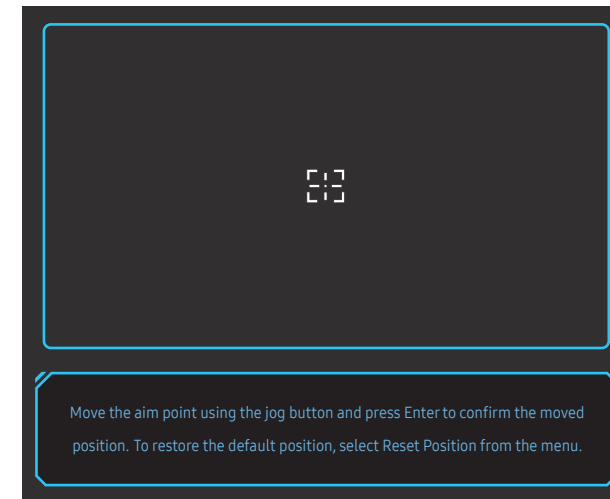 Move the aim point using the jog button and press Enter to confirm the moved
position. To restore the default position, select Reset Position from the menu.